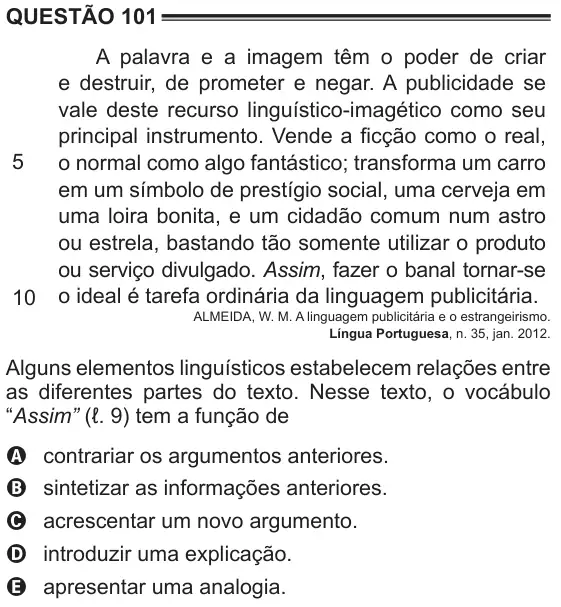 QUESTÃO 101
A palavra e a imagem têm o poder de criar
e destruir, de prometer e negar. A publicidade se
vale deste recurso linguístico-imagético como seu
principal instrumento. Vende a ficção como o real,
5 o normal como algo fantástico; transforma um carro
em um símbolo de prestígio social, uma cerveja em
uma loira bonita, e um cidadão comum num astro
ou estrela, bastando tão somente utilizar o produto
ou serviço divulgado. Assim, fazer o banal tornar-se
10 o ideal é tarefa ordinária da linguagem publicitária.
ALMEIDA, W. M. A linguagem publicitária e o estrangeirismo.
Língua Portuguesa, n. 35, jan. 2012.
Alguns elementos linguísticos estabelecem relações entre
as diferentes partes do texto. Nesse texto, o vocábulo
“Assim” (ℓ. 9) tem a função de
A contrariar os argumentos anteriores.
B sintetizar as informações anteriores.
C acrescentar um novo argumento.
D introduzir uma explicação.
E apresentar uma analogia.